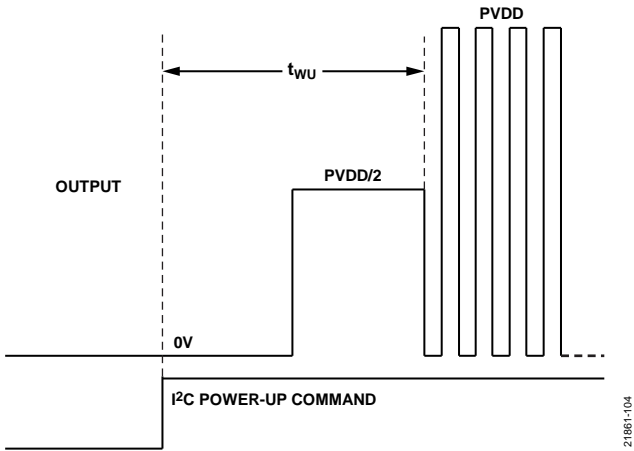 PVDD
tWU
OUTPUT
PVDD/2
0V
I2C POWER-UP COMMAND
21861-104